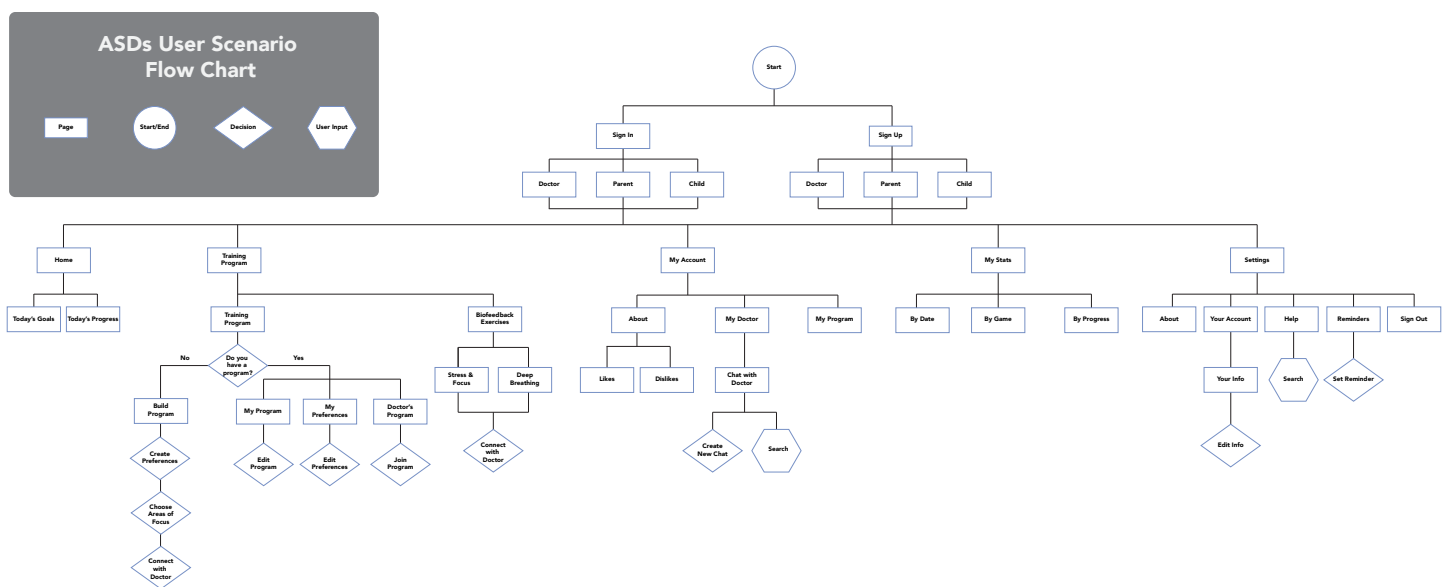 ASDs User Scenario
Flow Chart
Page
Start/End
Decision
User Input
Start
Sign In
Sign Up
Doctor
Parent
Child
Doctor
Parent
Child
Home
Training
Program
My Account
My Stats
Settings
Today's Goals
Today's Progress
Training
Program
Biofeedback
Exercises
About
My Doctor
My Program
By Date
By Game
By Progress
About
Your Account
Help
Reminders
Sign Out
No
Do you
have a
program?
Yes
Stress &
Focus
Deep
Breathing
Likes
Dislikes
Chat with
Doctor
Your Info
Search
Set Reminder
Build
Program
My Program
My
Preferences
Doctor's
Program
Create
Preferences
Edit
Program
Edit
Preferences
Join
Program
Connect
with
Doctor
Create
New Chat
Search
Edit Info
Choose
Areas of
Focus
Connect
with
Doctor